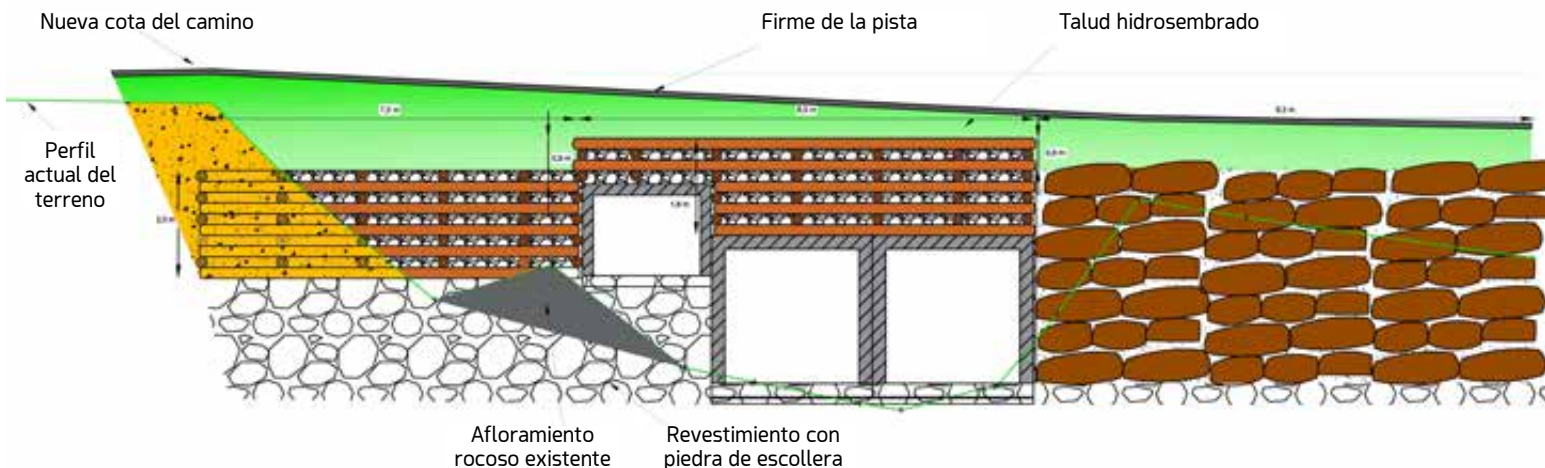 Nueva cota del camino
Firme de la pista
Talud hidrosembrado
Perfil
actual del
terreno
Afloramiento
rocoso existente
Revestimiento con
piedra de escollera